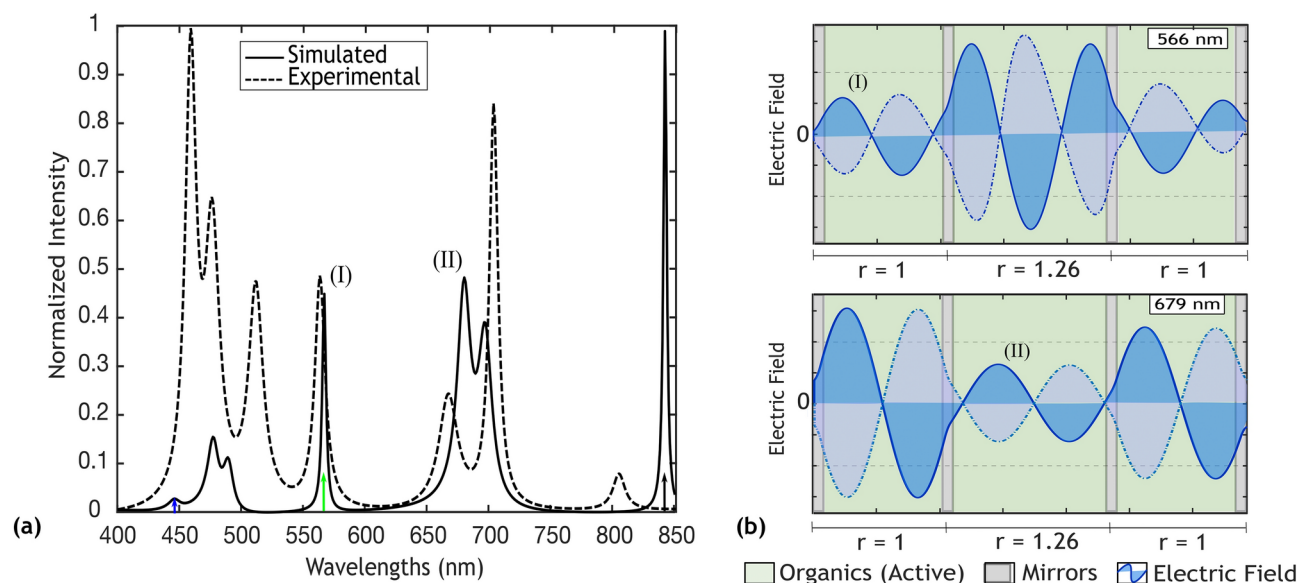 1
0.9
0.8
0.7
0.6
0.5
0.4
0.3
0.2
0.1
0
Normalized Intensity
Simulated
Experimental
(I)
(II)
400 450 500 550 600 650 700 750 800 850
Wavelengths (nm)
(a)
566 nm
(I)
0
Electric Field
r = 1 r = 1.26 r = 1
679 nm
(II)
0
Electric Field
r = 1 r = 1.26 r = 1
(b)
Organics (Active) Mirrors Electric Field